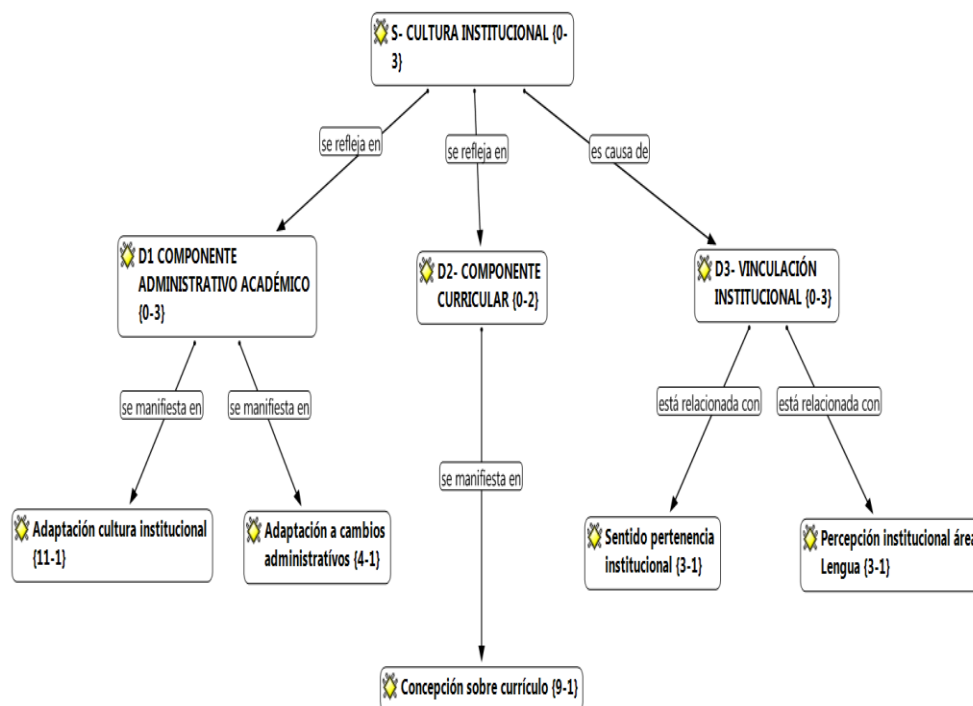 S- CULTURA INSTITUCIONAL {0-
3}
se refleja en
se refleja en
es causa de
D1 COMPONENTE
ADMINISTRATIVO ACADÉMICO
{0-3}
D2- COMPONENTE
CURRICULAR {0-2}
D3- VINCULACIÓN
INSTITUCIONAL {0-3}
se manifiesta en
se manifiesta en
está relacionada con
está relacionada con
se manifiesta en
Adaptación cultura institucional
{11-1}
Adaptación a cambios
administrativos {4-1}
Sentido pertenencia
institucional {3-1}
Percepción institucional área
Lengua {3-1}
Concepción sobre currículo {9-1}